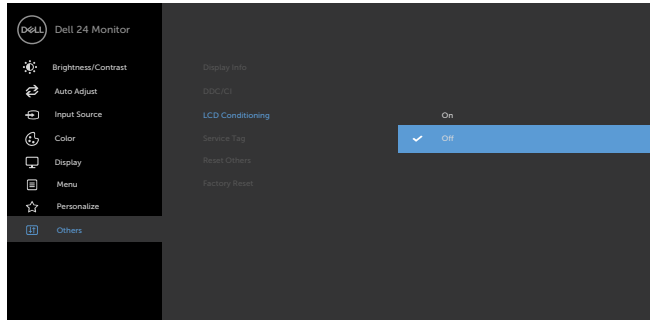 DELL Dell 24 Monitor
Brightness/Contrast
Auto Adjust
Input Source
Color
Display
Menu
Personalize
Others
Display Info
DDC/CI
LCD Conditioning
Service Tag
Reset Others
Factory Reset
On
Off